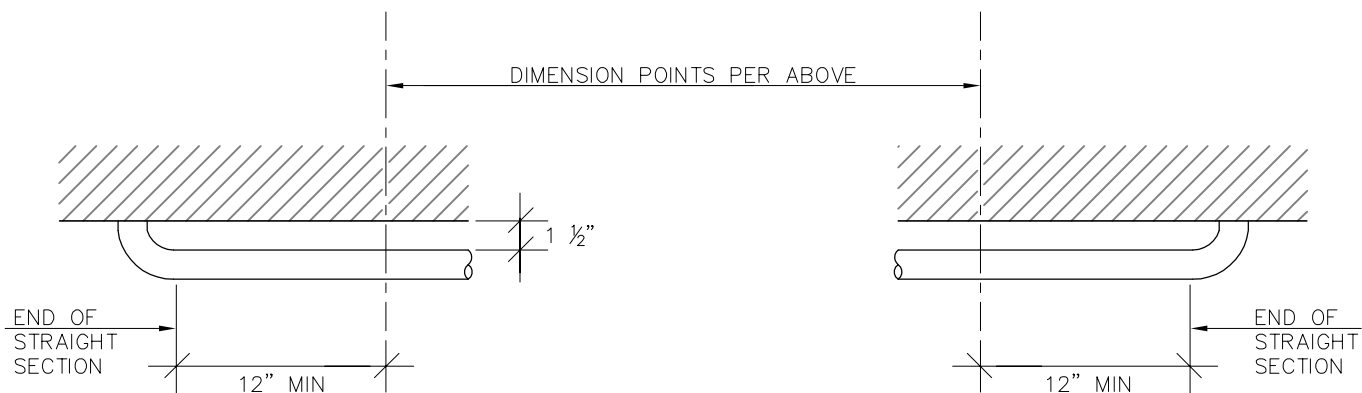 DIMENSION POINTS PER ABOVE
1 ½"
END OF
STRAIGHT
SECTION
12" MIN
12" MIN
END OF
STRAIGHT
SECTION